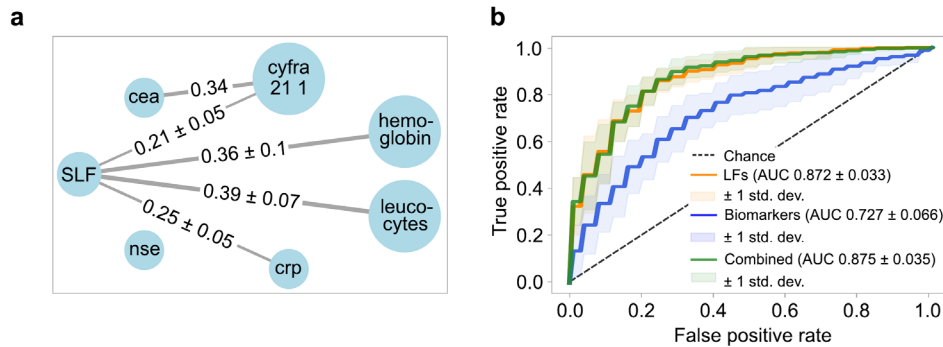 a
cea
0.34
cyfra
21 1
0.21 ± 0.05
hemo-
globin
0.36 ± 0.1
SLF
0.39 ± 0.07
leuco-
cytes
0.25 ± 0.05
nse
crp
b
True positive rate
1.0
0.8
0.6
0.4
0.2
0.0
Chance
LFs (AUC 0.872 ± 0.033)
± 1 std. dev.
Biomarkers (AUC 0.727 ± 0.066)
± 1 std. dev.
Combined (AUC 0.875 ± 0.035)
± 1 std. dev.
0.0 0.2 0.4 0.6 0.8 1.0
False positive rate